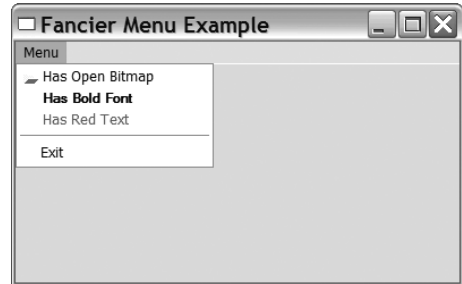 Fancier Menu Example
Menu
Has Open Bitmap
Has Bold Font
Has Red Text
Exit